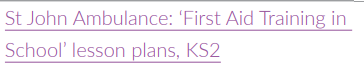 St John Ambulance: ‘First Aid Training in
School’ lesson plans, KS2